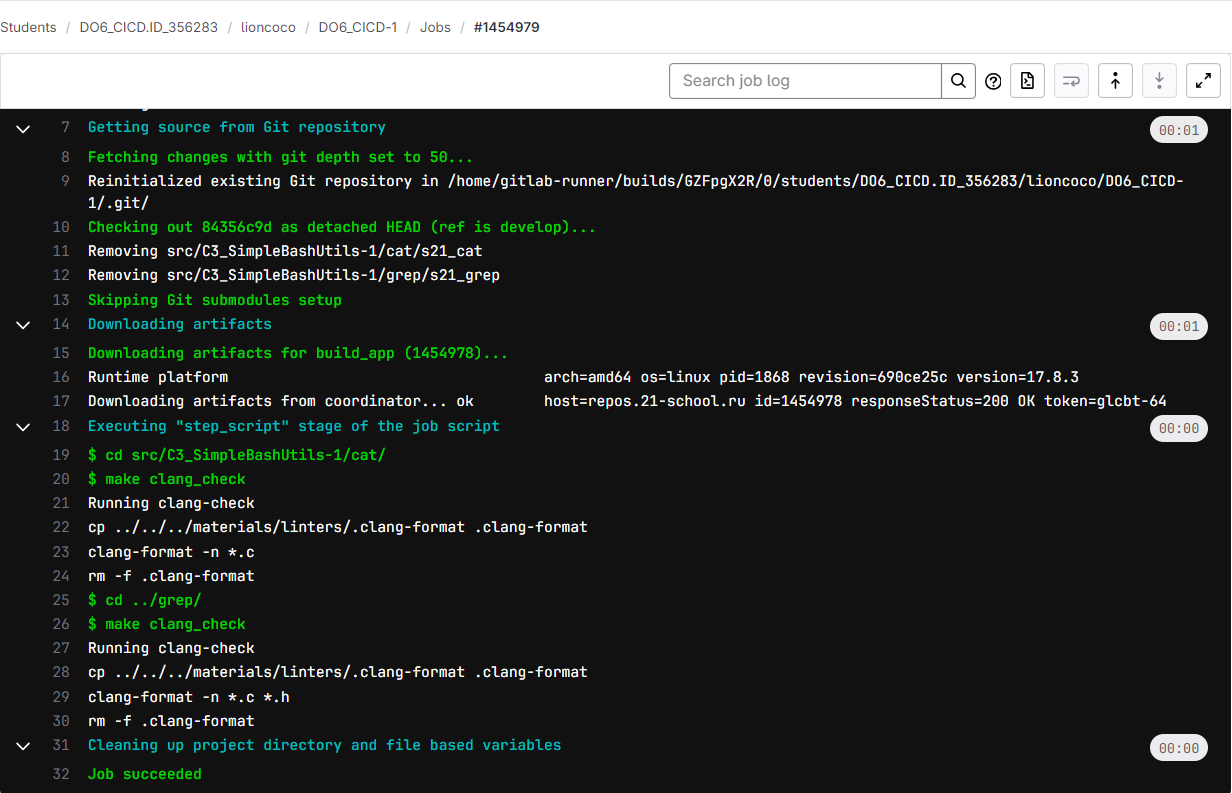 Students / DO6_CICD.ID_356283 / lioncoco / DO6_CICD-1 / Jobs / #1454979
Search job log
7 Getting source from Git repository 00:01
8 Fetching changes with git depth set to 50...
9 Reinitialized existing Git repository in /home/gitlab-runner/builds/GZFpgX2R/0/students/DO6_CICD.ID_356283/lioncoco/DO6_CICD-
1/.git/
10 Checking out 84356c9d as detached HEAD (ref is develop)...
11 Removing src/C3_SimpleBashUtils-1/cat/s21_cat
12 Removing src/C3_SimpleBashUtils-1/grep/s21_grep
13 Skipping Git submodules setup
14 Downloading artifacts 00:01
15 Downloading artifacts for build_app (1454978)...
16 Runtime platform arch=amd64 os=linux pid=1868 revision=690ce25c version=17.8.3
17 Downloading artifacts from coordinator... ok host=repos.21-school.ru id=1454978 responseStatus=200 OK token=glcbt-64
18 Executing "step_script" stage of the job script 00:00
19 $ cd src/C3_SimpleBashUtils-1/cat/
20 $ make clang_check
21 Running clang-check
22 cp ../../../materials/linters/.clang-format .clang-format
23 clang-format -n *.c
24 rm -f .clang-format
25 $ cd ../grep/
26 $ make clang_check
27 Running clang-check
28 cp ../../../materials/linters/.clang-format .clang-format
29 clang-format -n *.c *.h
30 rm -f .clang-format
31 Cleaning up project directory and file based variables 00:00
32 Job succeeded